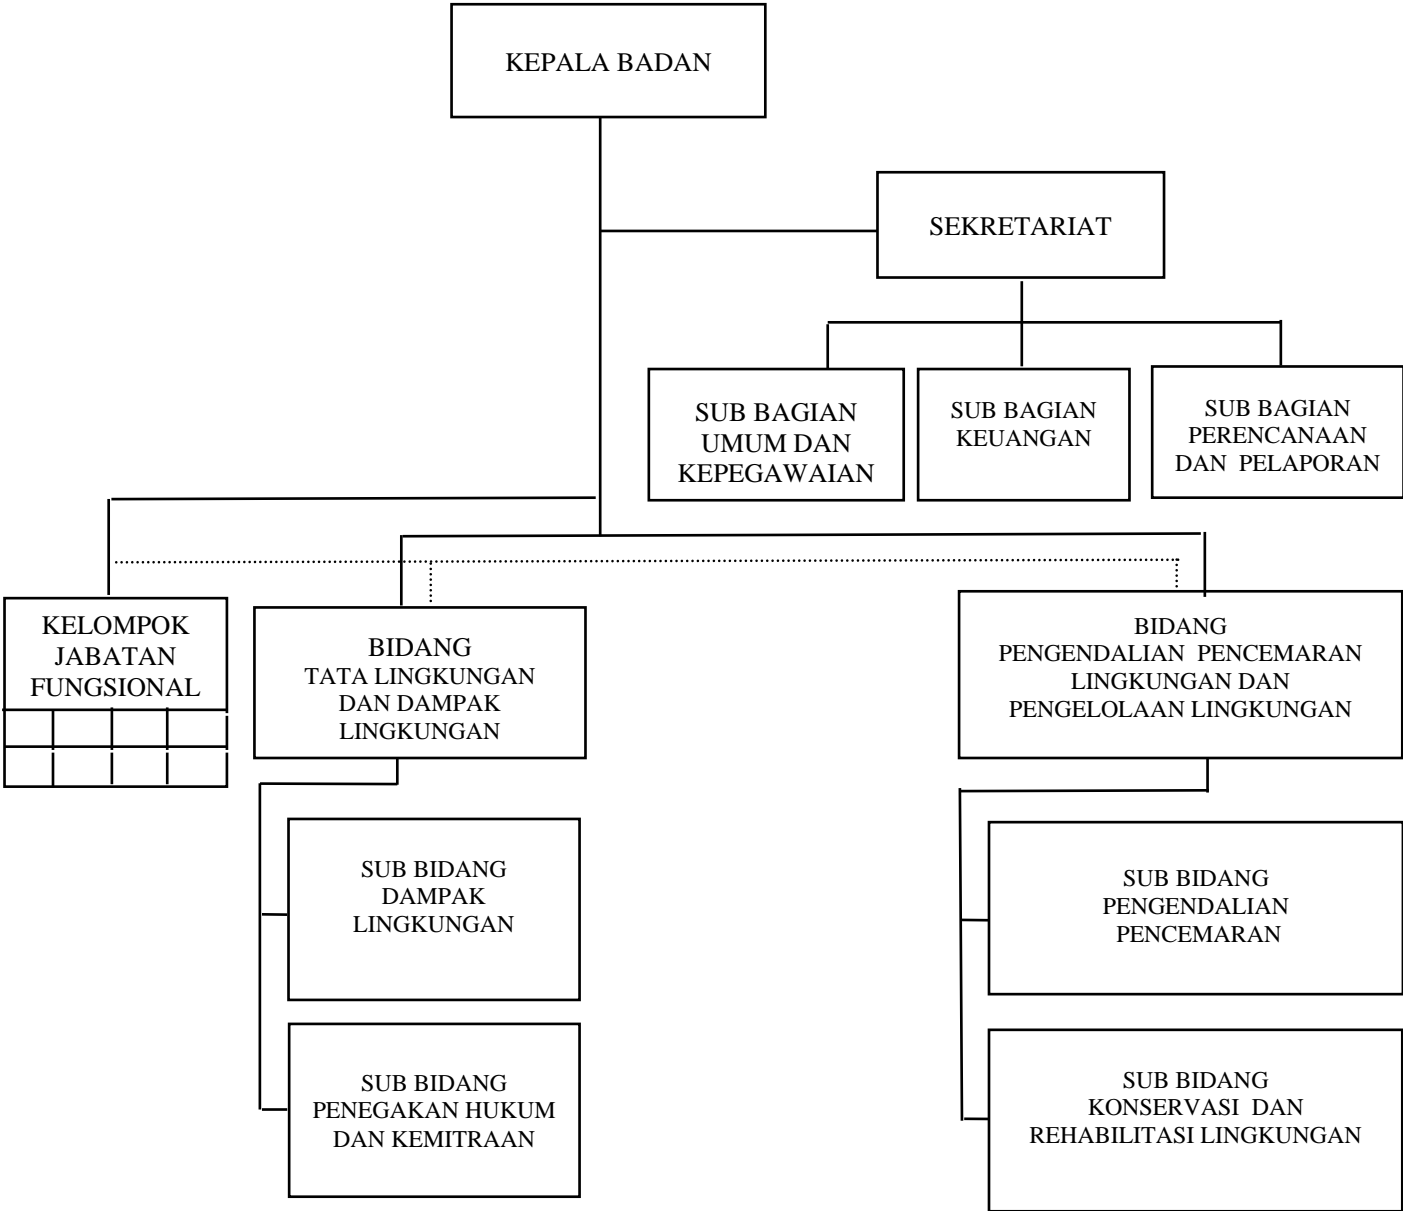 KEPALA BADAN
SEKRETARIAT
SUB BAGIAN
UMUM DAN
KEPEGAWAIAN
SUB BAGIAN
KEUANGAN
SUB BAGIAN
PERENCANAAN
DAN PELAPORAN
KELOMPOK
JABATAN
FUNGSIONAL
BIDANG
TATA LINGKUNGAN
DAN DAMPAK
LINGKUNGAN
BIDANG
PENGENDALIAN PENCEMARAN
LINGKUNGAN DAN
PENGELOLAAN LINGKUNGAN
SUB BIDANG
DAMPAK
LINGKUNGAN
SUB BIDANG
PENGENDALIAN
PENCEMARAN
SUB BIDANG
PENEGAKAN HUKUM
DAN KEMITRAAN
SUB BIDANG
KONSERVASI DAN
REHABILITASI LINGKUNGAN